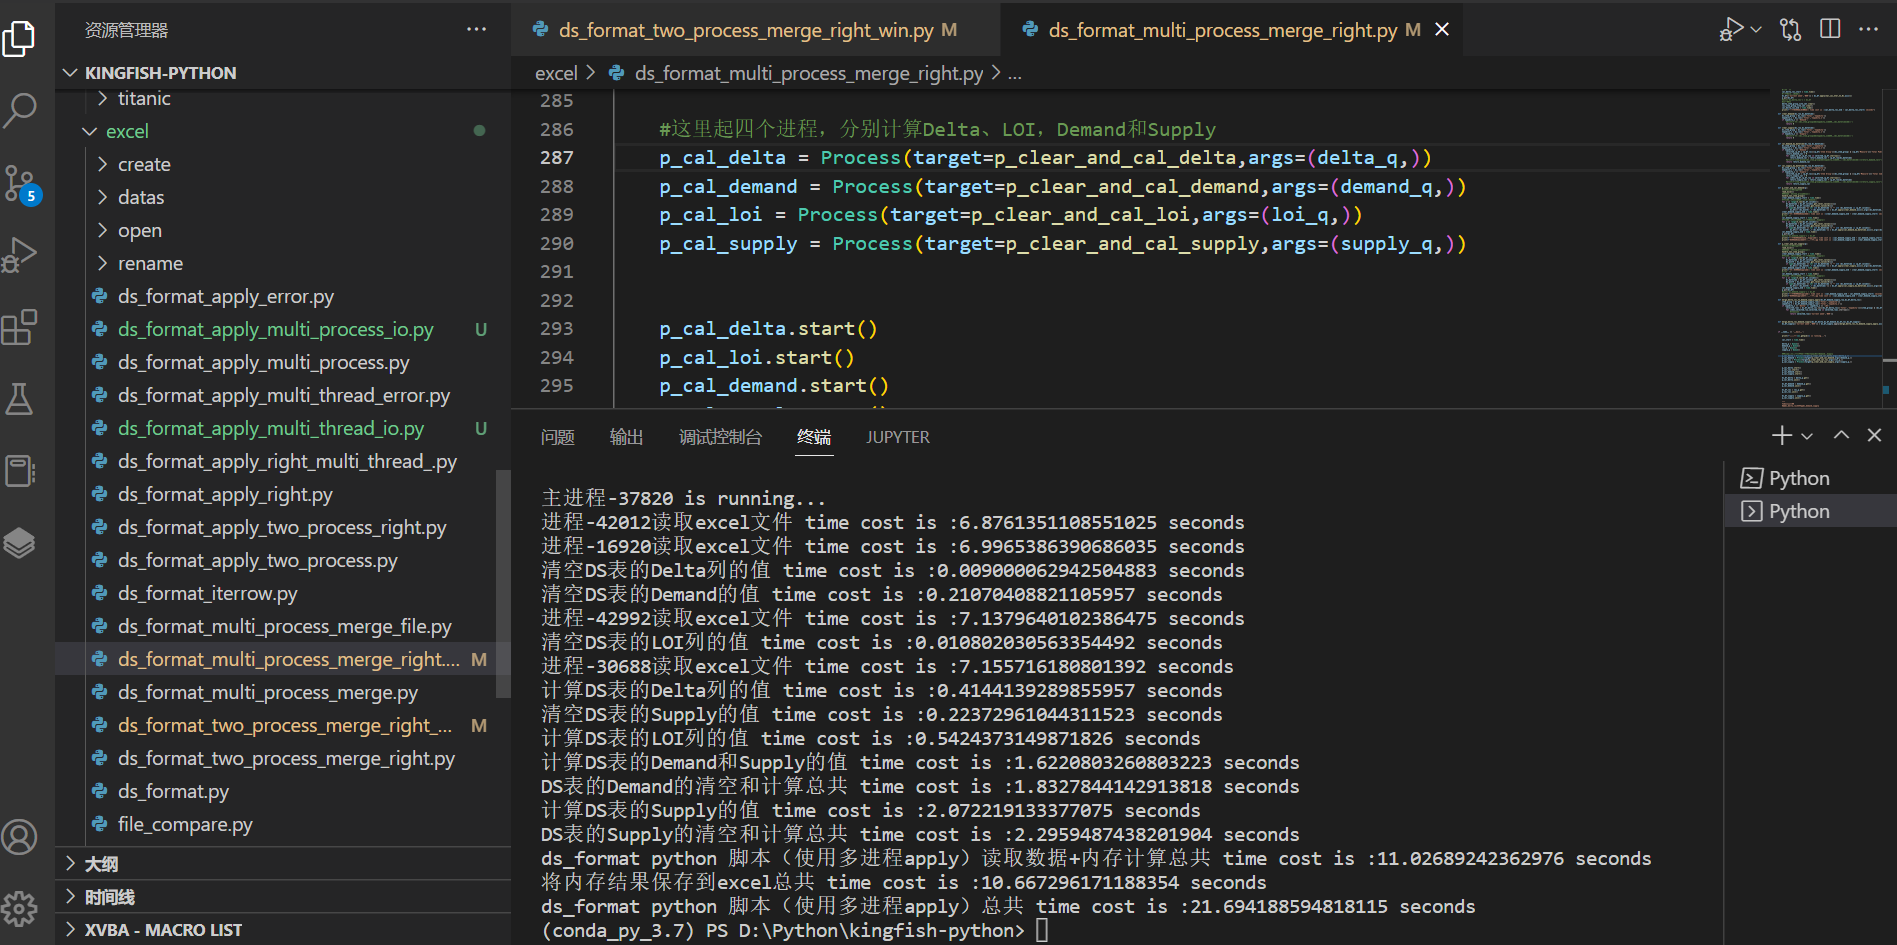 资源管理器
KINGFISH-PYTHON
titanic
excel
create
datas
open
rename
ds_format_apply_error.py
ds_format_apply_multi_process_io.py U
ds_format_apply_multi_process.py
ds_format_apply_multi_thread_error.py
ds_format_apply_multi_thread_io.py U
ds_format_apply_right_multi_thread_.py
ds_format_apply_right.py
ds_format_apply_two_process_right.py
ds_format_apply_two_process.py
ds_format_iterrow.py
ds_format_multi_process_merge_file.py
ds_format_multi_process_merge_right.... M
ds_format_multi_process_merge.py
ds_format_two_process_merge_right_... M
ds_format_two_process_merge_right.py
ds_format.py
file_compare.py
大纲
时间线
XVBA - MACRO LIST
5
ds_format_two_process_merge_right_win.py M
ds_format_multi_process_merge_right.py M
excel > ds_format_multi_process_merge_right.py > ...
285
286 #这里起四个进程，分别计算Delta、LOI，Demand和Supply
287 p_cal_delta = Process(target=p_clear_and_cal_delta,args=(delta_q,))
288 p_cal_demand = Process(target=p_clear_and_cal_demand,args=(demand_q,))
289 p_cal_loi = Process(target=p_clear_and_cal_loi,args=(loi_q,))
290 p_cal_supply = Process(target=p_clear_and_cal_supply,args=(supply_q,))
291
292
293 p_cal_delta.start()
294 p_cal_loi.start()
295 p_cal_demand.start()
问题 输出 调试控制台 终端 JUPYTER
主进程-37820 is running...
进程-42012读取excel文件 time cost is :6.8761351108551025 seconds
进程-16920读取excel文件 time cost is :6.9965386390686035 seconds
清空DS表的Delta列的值 time cost is :0.009000062942504883 seconds
清空DS表的Demand的值 time cost is :0.21070408821105957 seconds
进程-42992读取excel文件 time cost is :7.1379640102386475 seconds
清空DS表的LOI列的值 time cost is :0.010802030563354492 seconds
进程-30688读取excel文件 time cost is :7.155716180801392 seconds
计算DS表的Delta列的值 time cost is :0.4144139289855957 seconds
清空DS表的Supply的值 time cost is :0.22372961044311523 seconds
计算DS表的LOI列的值 time cost is :0.5424373149871826 seconds
计算DS表的Demand和Supply的值 time cost is :1.6220803260803223 seconds
DS表的Demand的清空和计算总共 time cost is :1.8327844142913818 seconds
计算DS表的Supply的值 time cost is :2.072219133377075 seconds
DS表的Supply的清空和计算总共 time cost is :2.2959487438201904 seconds
ds_format python 脚本（使用多进程apply）读取数据+内存计算总共 time cost is :11.02689242362976 seconds
将内存结果保存到excel总共 time cost is :10.667296171188354 seconds
ds_format python 脚本（使用多进程apply）总共 time cost is :21.694188594818115 seconds
(conda_py_3.7) PS D:\Python\kingfish-python>
Python
Python